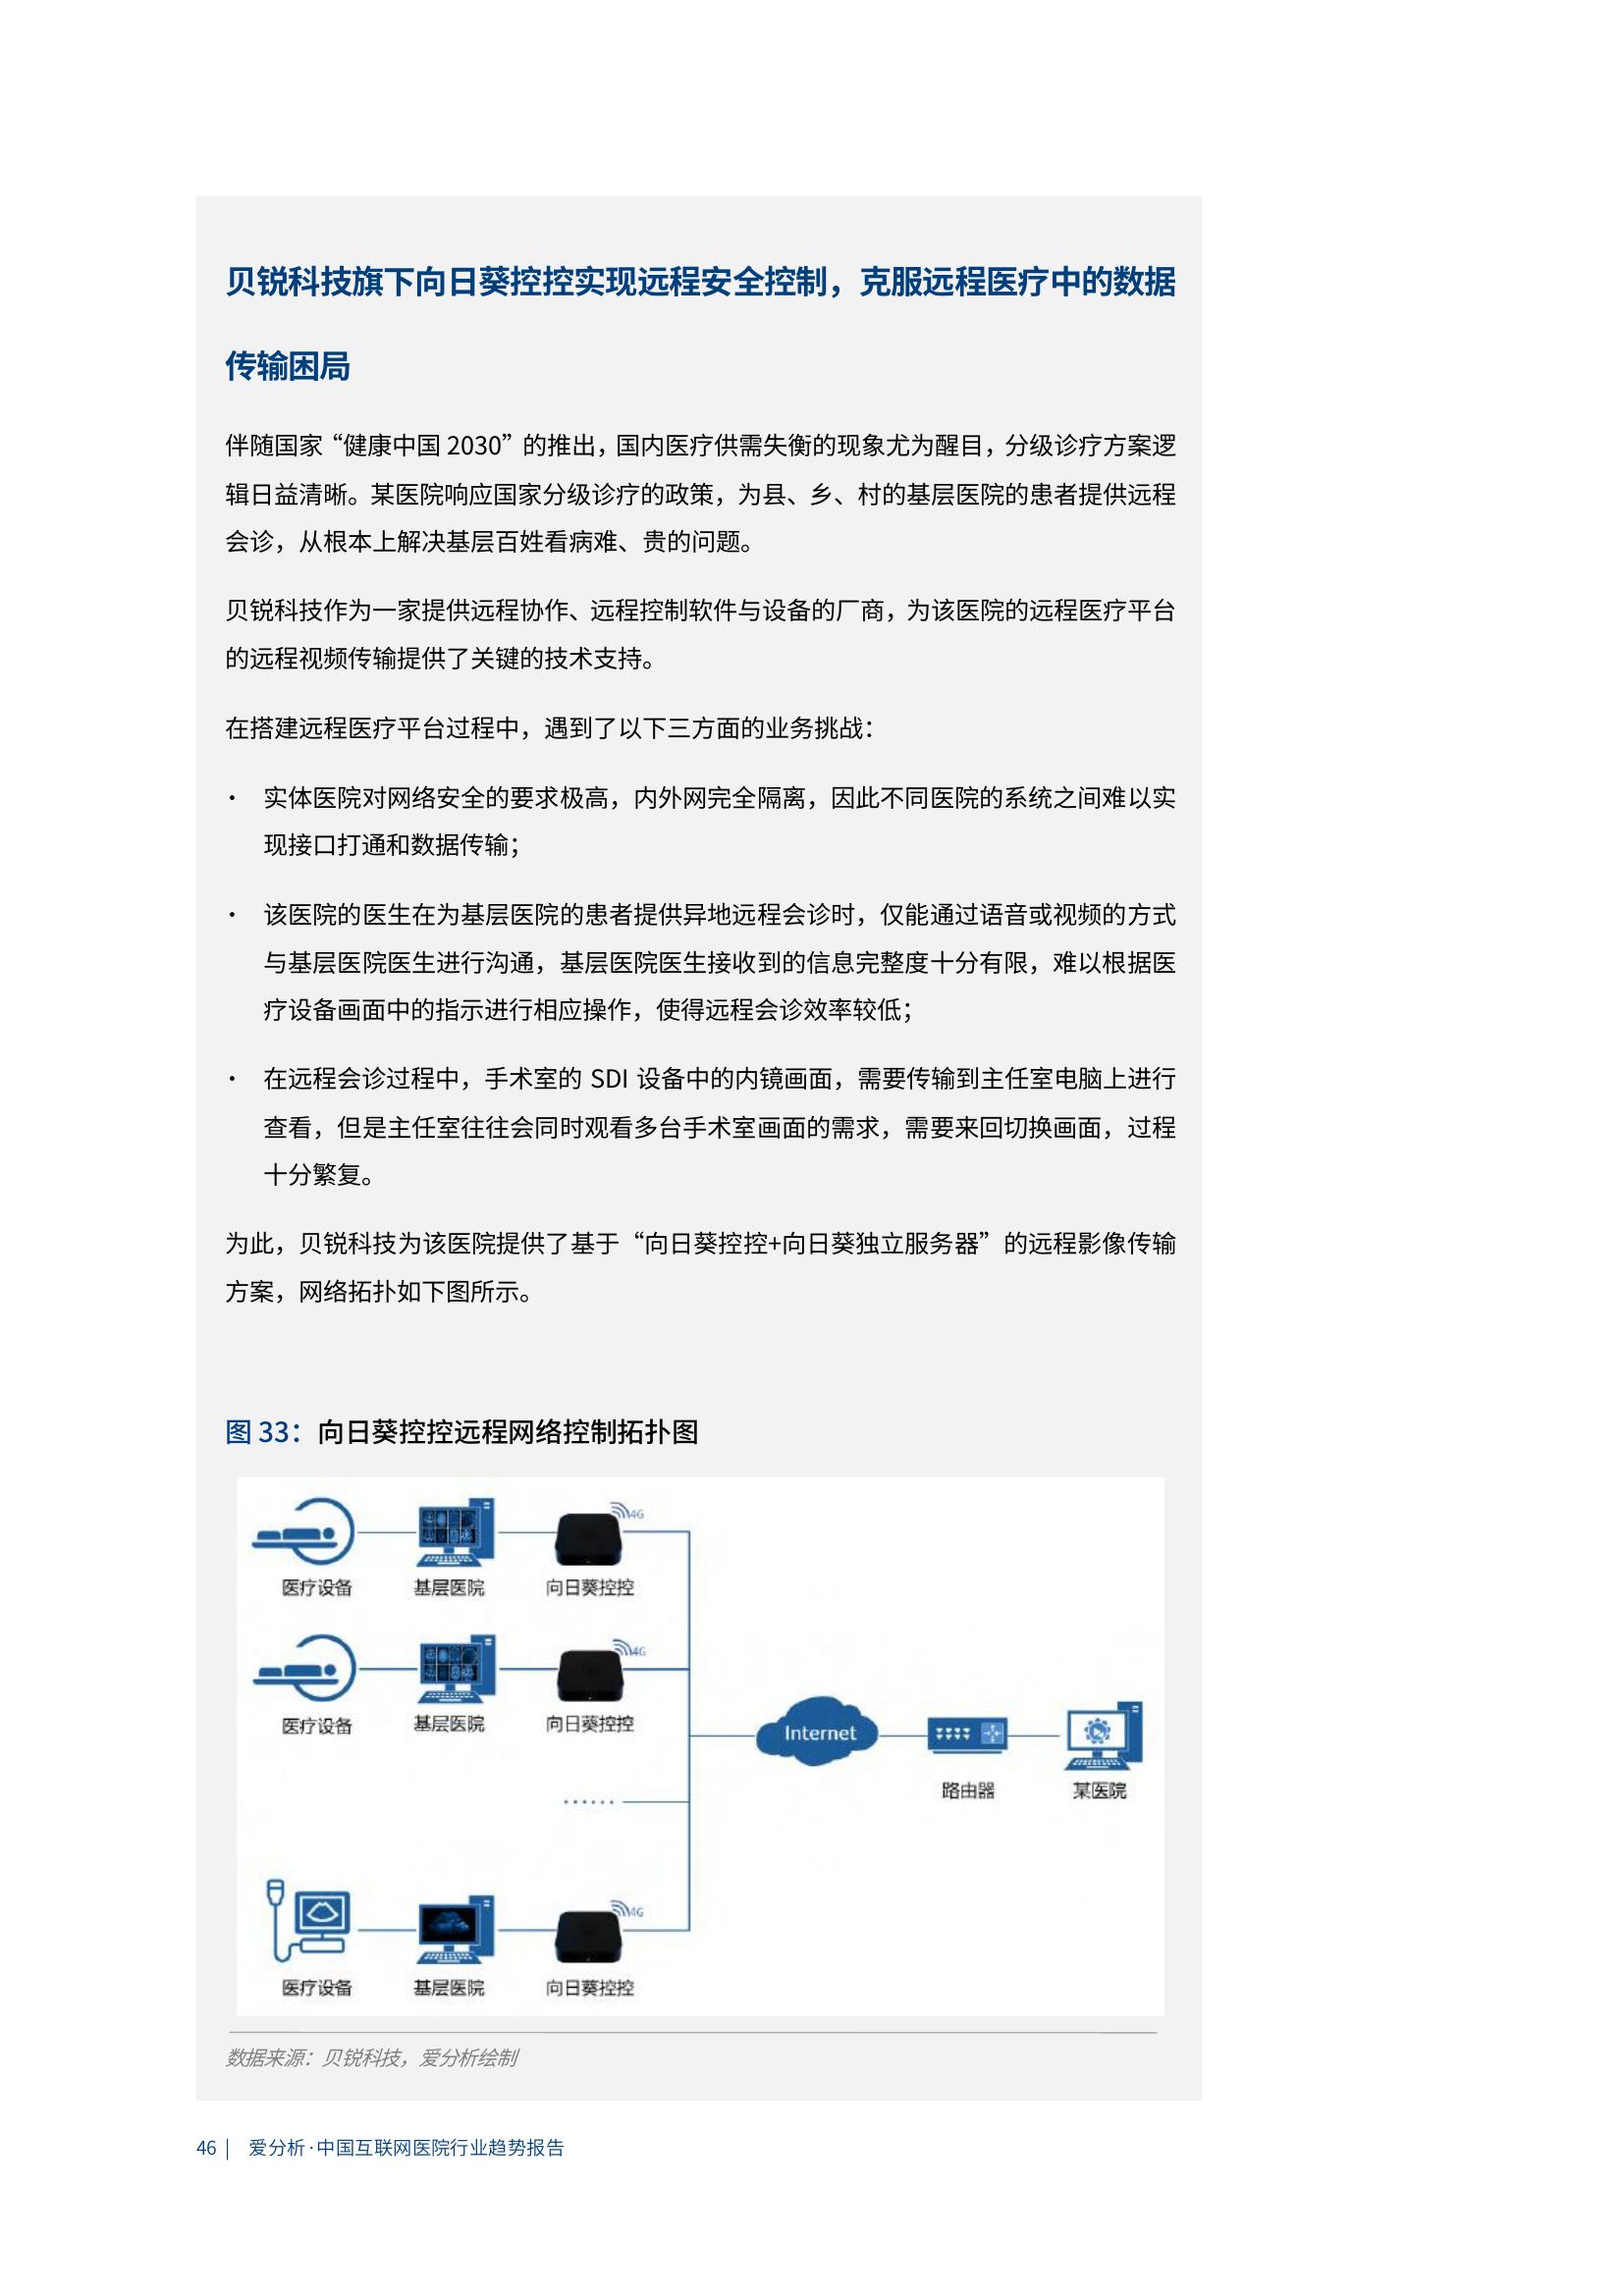 贝锐科技旗下向日葵控控实现远程安全控制，克服远程医疗中的数据
传输困局
伴随国家“健康中国 2030”的推出，国内医疗供需失衡的现象尤为醒目，分级诊疗方案逻
辑日益清晰。某医院响应国家分级诊疗的政策，为县、乡、村的基层医院的患者提供远程
会诊，从根本上解决基层百姓看病难、贵的问题。
贝锐科技作为一家提供远程协作、远程控制软件与设备的厂商，为该医院的远程医疗平台
的远程视频传输提供了关键的技术支持。
在搭建远程医疗平台过程中，遇到了以下三方面的业务挑战：
• 实体医院对网络安全的要求极高，内外网完全隔离，因此不同医院的系统之间难以实
现接口打通和数据传输；
• 该医院的医生在为基层医院的患者提供异地远程会诊时，仅能通过语音或视频的方式
与基层医院医生进行沟通，基层医院医生接收到的信息完整度十分有限，难以根据医
疗设备画面中的指示进行相应操作，使得远程会诊效率较低；
• 在远程会诊过程中，手术室的 SDI 设备中的内镜画面，需要传输到主任室电脑上进行
查看，但是主任室往往会同时观看多台手术室画面的需求，需要来回切换画面，过程
十分繁复。
为此，贝锐科技为该医院提供了基于“向日葵控控+向日葵独立服务器”的远程影像传输
方案，网络拓扑如下图所示。
图 33：向日葵控控远程网络控制拓扑图
4G
医疗设备 基层医院 向日葵控控
4G
医疗设备 基层医院 向日葵控控
Internet
路由器 某医院
······
4G
医疗设备 基层医院 向日葵控控
数据来源：贝锐科技，爱分析绘制
46 | 爱分析·中国互联网医院行业趋势报告